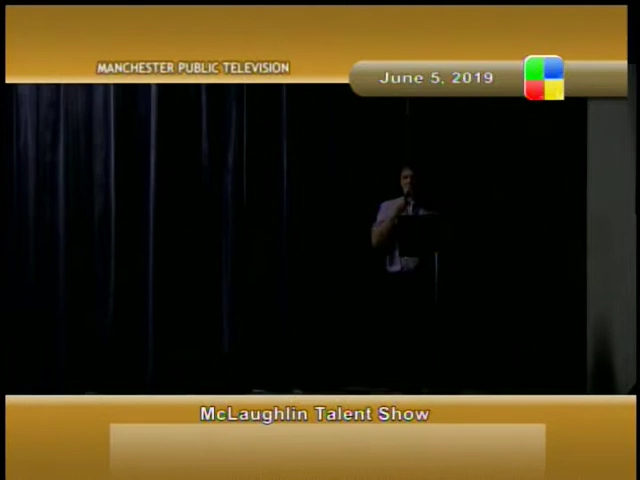 MANCHESTER PUBLIC TELEVISION
June 5, 2019
McLaughlin Talent Show